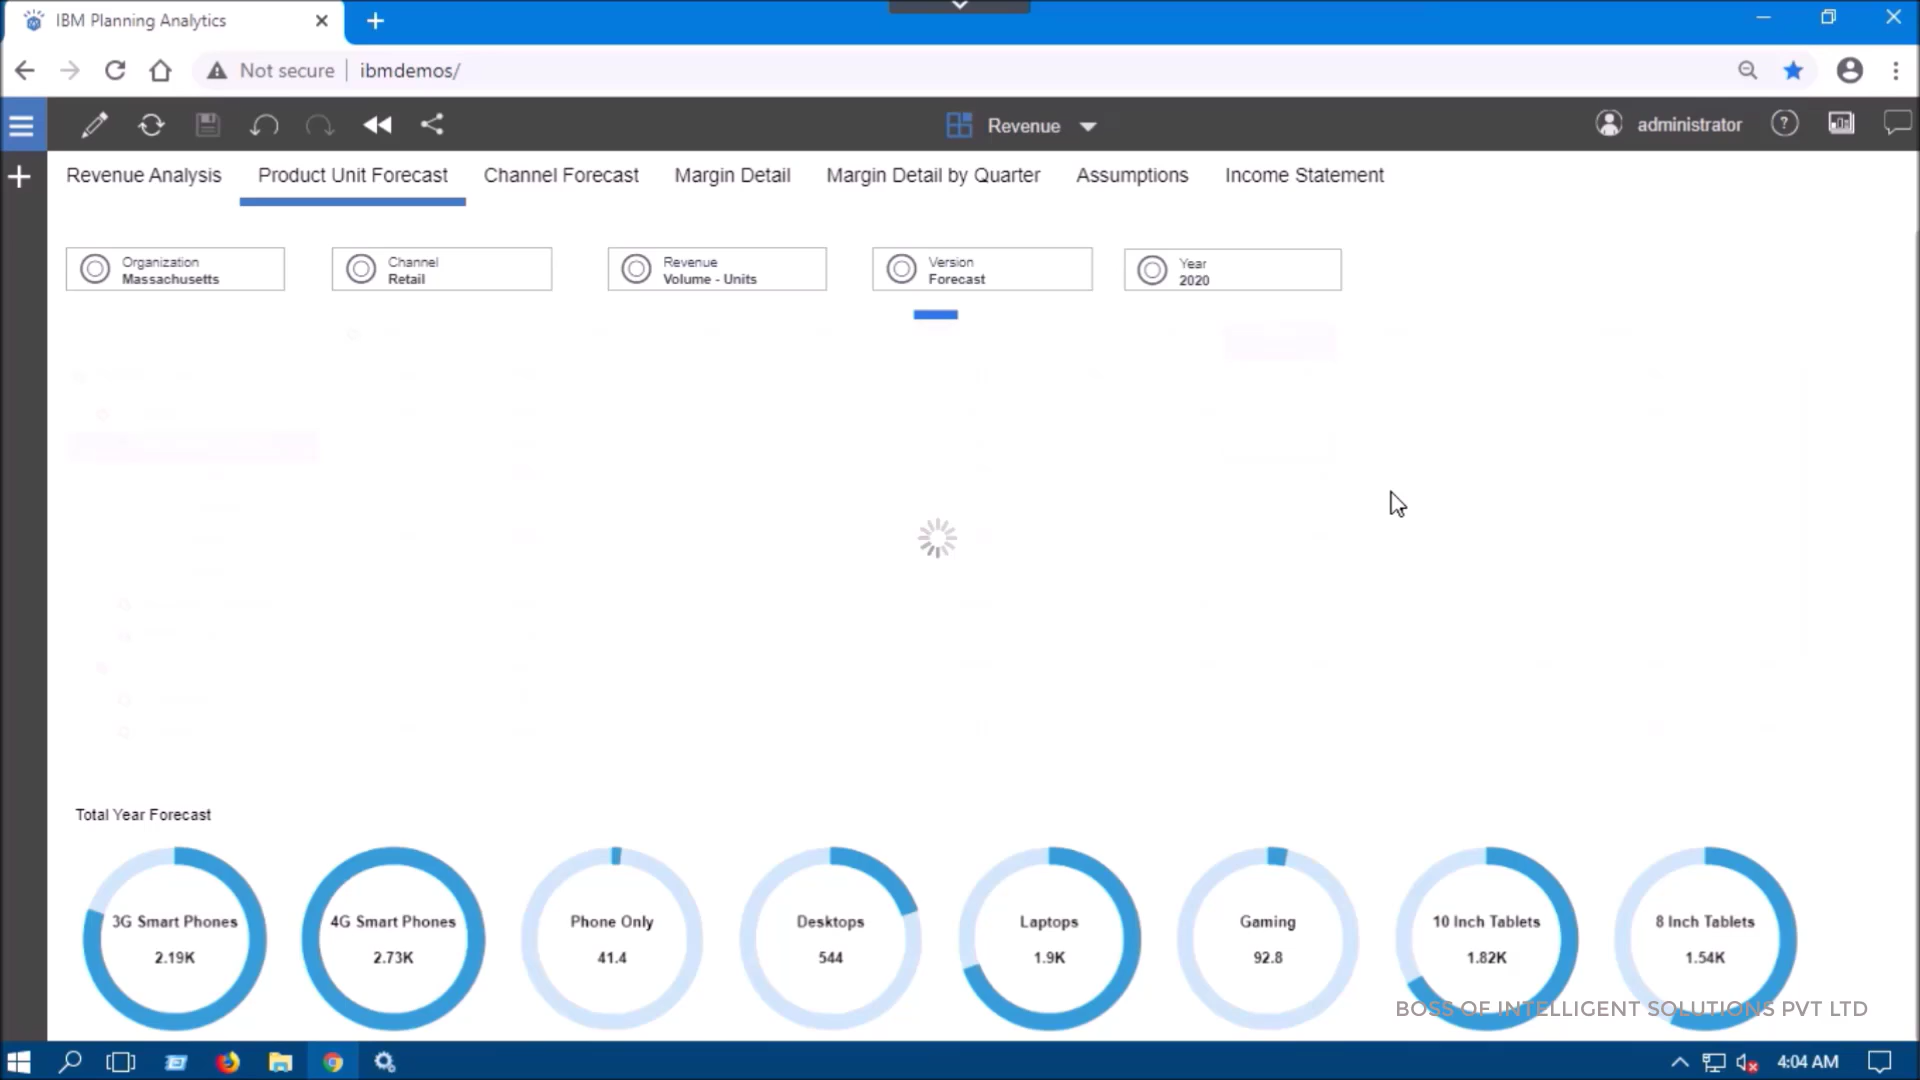 IBM Planning Analytics
Not secure
ibmdemos/
Revenue
administrator
Revenue Analysis
Product Unit Forecast
Channel Forecast
Margin Detail
Margin Detail by Quarter
Assumptions
Income Statement
Organization
Massachusetts
Channel
Retail
Revenue
Volume - Units
Version
Forecast
Year
2020
Total Year Forecast
3G Smart Phones
2.19K
4G Smart Phones
2.73K
Phone Only
41.4
Desktops
544
Laptops
1.9K
Gaming
92.8
10 Inch Tablets
1.82K
8 Inch Tablets
1.54K
BOSS OF INTELLIGENT SOLUTIONS PVT LTD
4:04 AM